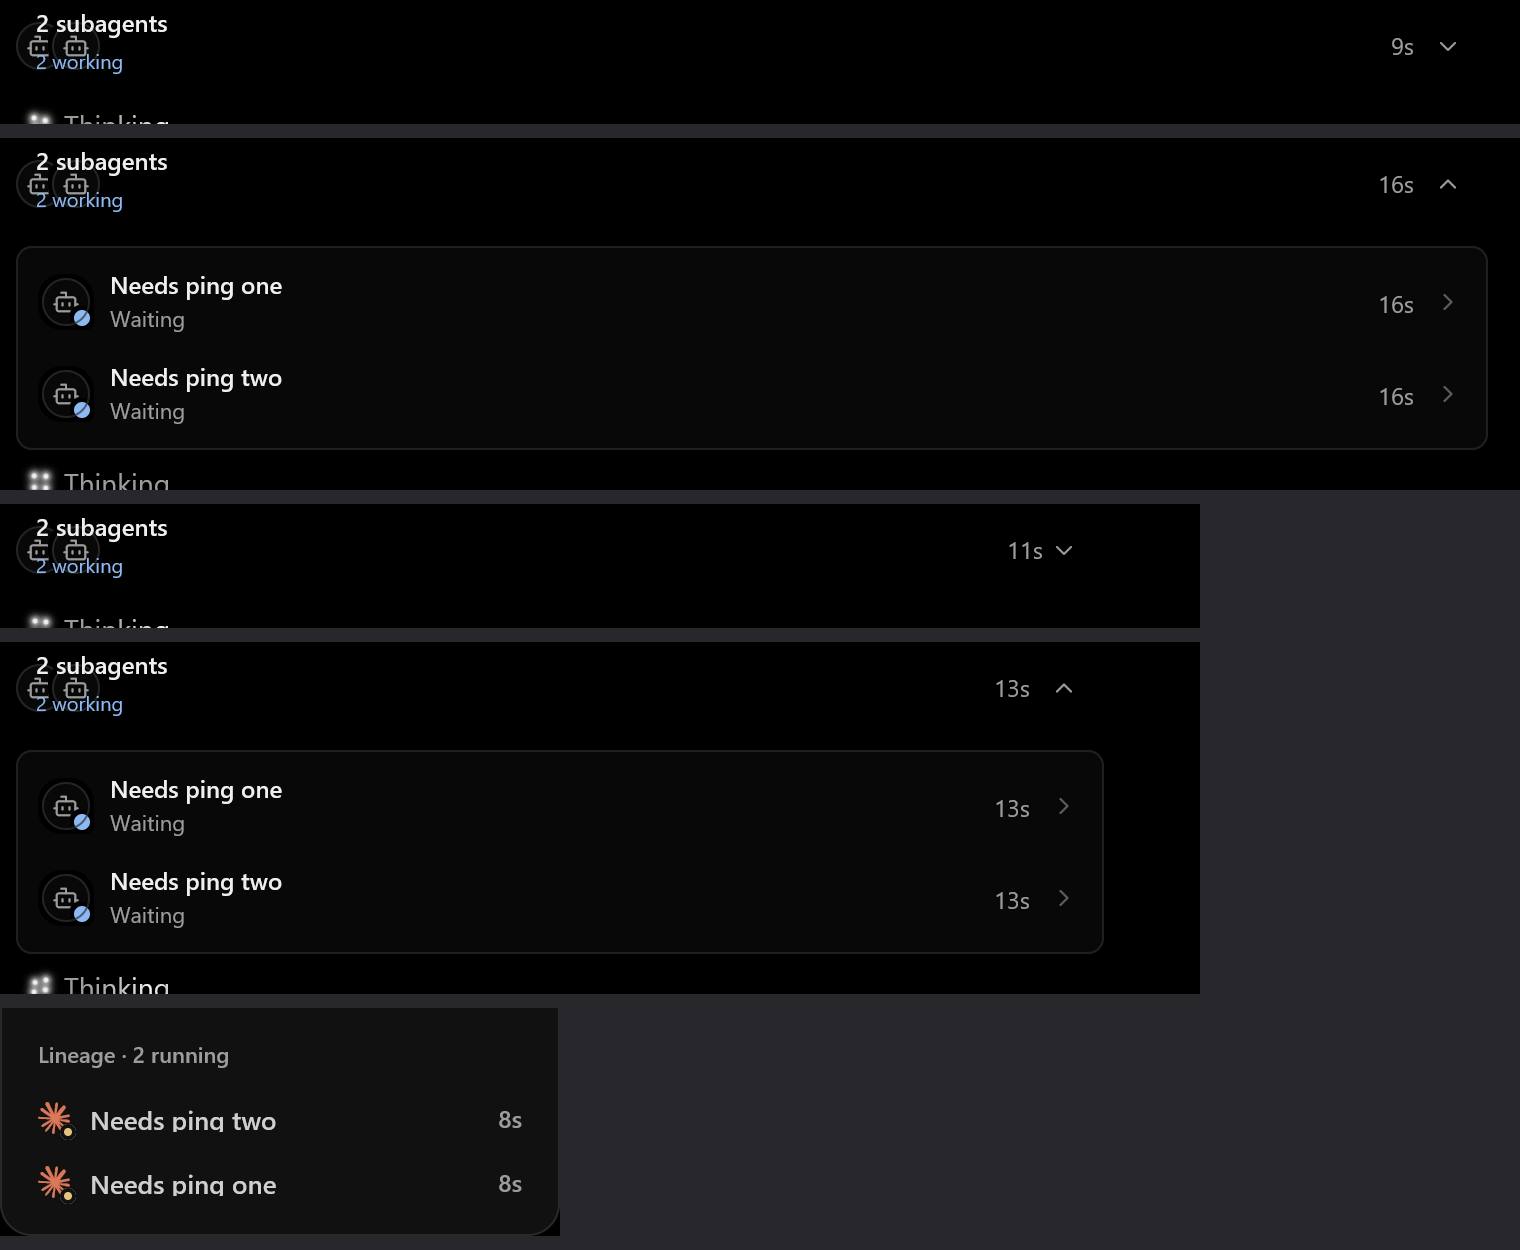 2 subagents
2 working
9s
Thinking
2 subagents
2 working
16s
Needs ping one
Waiting
16s
Needs ping two
Waiting
16s
Thinking
2 subagents
2 working
11s
Thinking
2 subagents
2 working
13s
Needs ping one
Waiting
13s
Needs ping two
Waiting
13s
Thinking
Lineage · 2 running
Needs ping two
8s
Needs ping one
8s